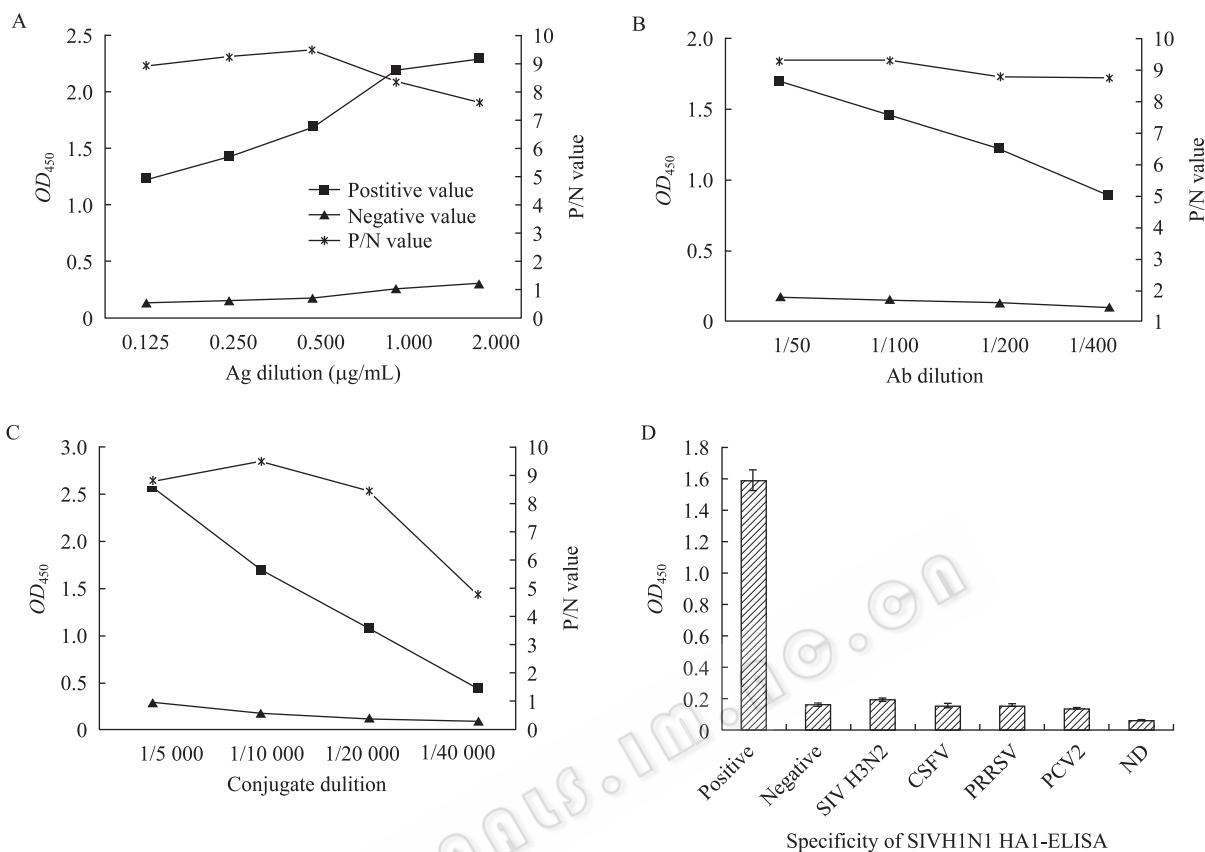 A
2.5
2.0
1.5
1.0
0.5
0
OD450
10
9
8
7
6
5
4
3
2
1
0
P/N value
Postitive value
Negative value
P/N value
0.125 0.250 0.500 1.000 2.000
Ag dilution (μg/mL)
B
2.0
1.5
1.0
0.5
0
OD450
10
9
8
7
6
5
4
3
2
1
P/N value
1/50 1/100 1/200 1/400
Ab dilution
C
3.0
2.5
2.0
1.5
1.0
0.5
0
OD450
10
9
8
7
6
5
4
3
2
1
0
P/N value
1/5 000 1/10 000 1/20 000 1/40 000
Conjugate dulition
D
1.8
1.6
1.4
1.2
1.0
0.8
0.6
0.4
0.2
0
OD450
Positive
Negative
SIV H3N2
CSFV
PRRSV
PCV2
ND
Specificity of SIVH1N1 HA1-ELISA